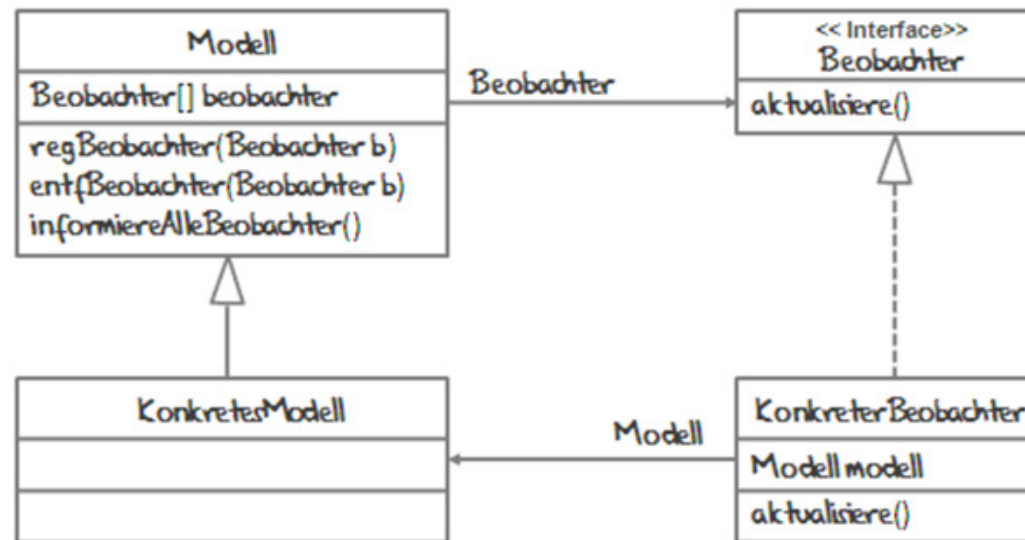 Modell
Beobachter[] beobachter
regBeobachter(Beobachter b)
entfBeobachter(Beobachter b)
informiereAlleBeobachter()
Beobachter
<< Interface>>
Beobachter
aktualisiere()
KonkretesModell
Modell
KonkreterBeobachter
Modell modell
aktualisiere()